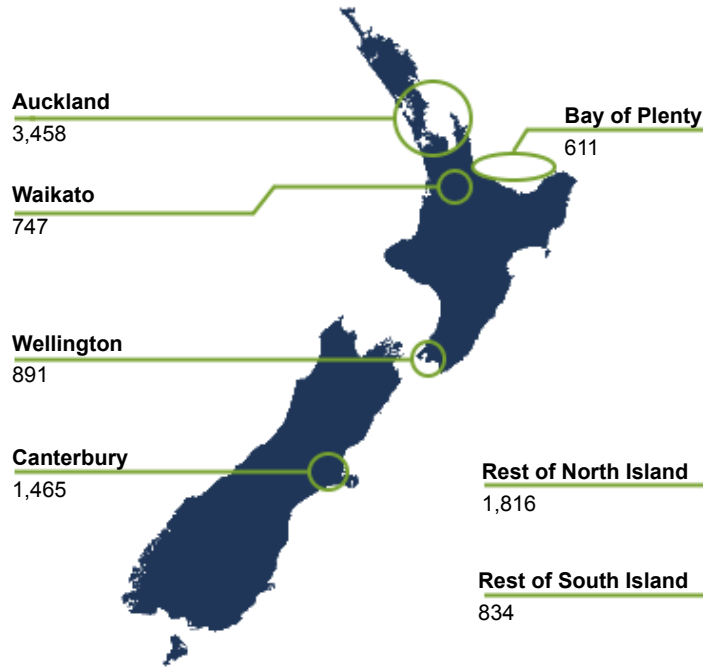 Auckland
3,458
Bay of Plenty
611
Waikato
747
Wellington
891
Canterbury
1,465
Rest of North Island
1,816
Rest of South Island
834